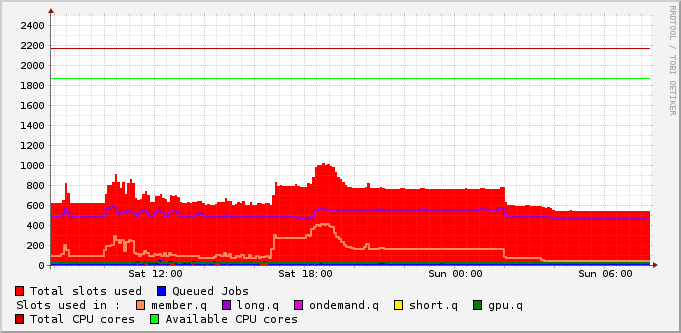 RRDTOOL / TOBI OETIKER
2400
2200
2000
1800
1600
1400
1200
1000
800
600
400
200
0
Sat 12:00 Sat 18:00 Sun 00:00 Sun 06:00
Total slots used Queued Jobs
Slots used in : member.q long.q ondemand.q short.q gpu.q
Total CPU cores Available CPU cores